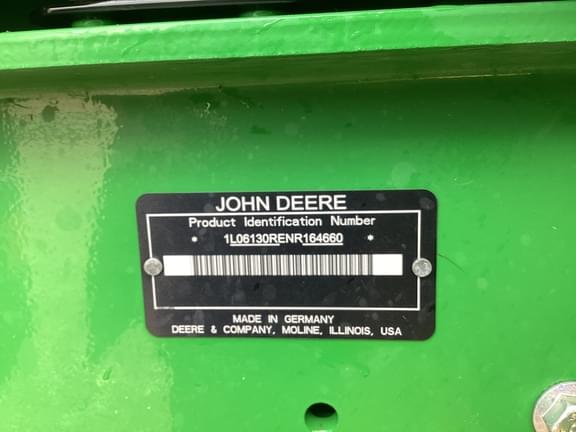 JOHN DEERE
Product Identification Number
* 1L06130RENR164660 *
MADE IN GERMANY
DEERE & COMPANY, MOLINE, ILLINOIS, USA